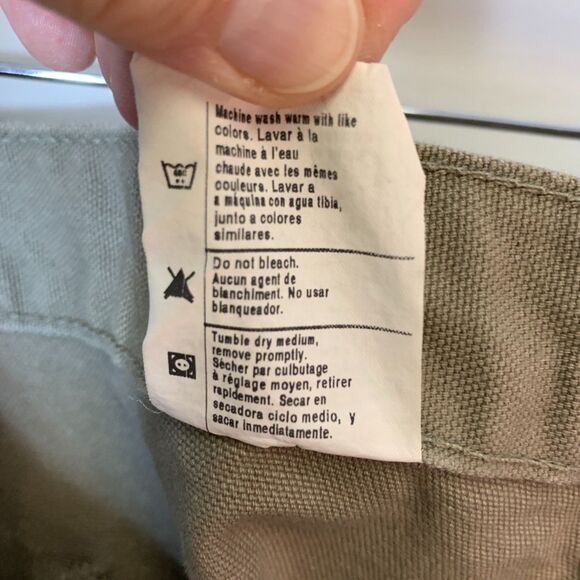 Machine wash warm with like
colors. Lavar à la
machine à l'eau
chaude avec les mêmes
couleurs. Lavar a
a màquina con agua tibia,
junto a colores
similares.
Do not bleach.
Aucun agent de
blanchiment. No usar
blanqueador.
Tumble dry medium,
remove promptly.
Sécher par culbutage
à réglage moyen, retirer
rapidement. Secar en
secadora ciclo medio, y
sacar inmediatamente.